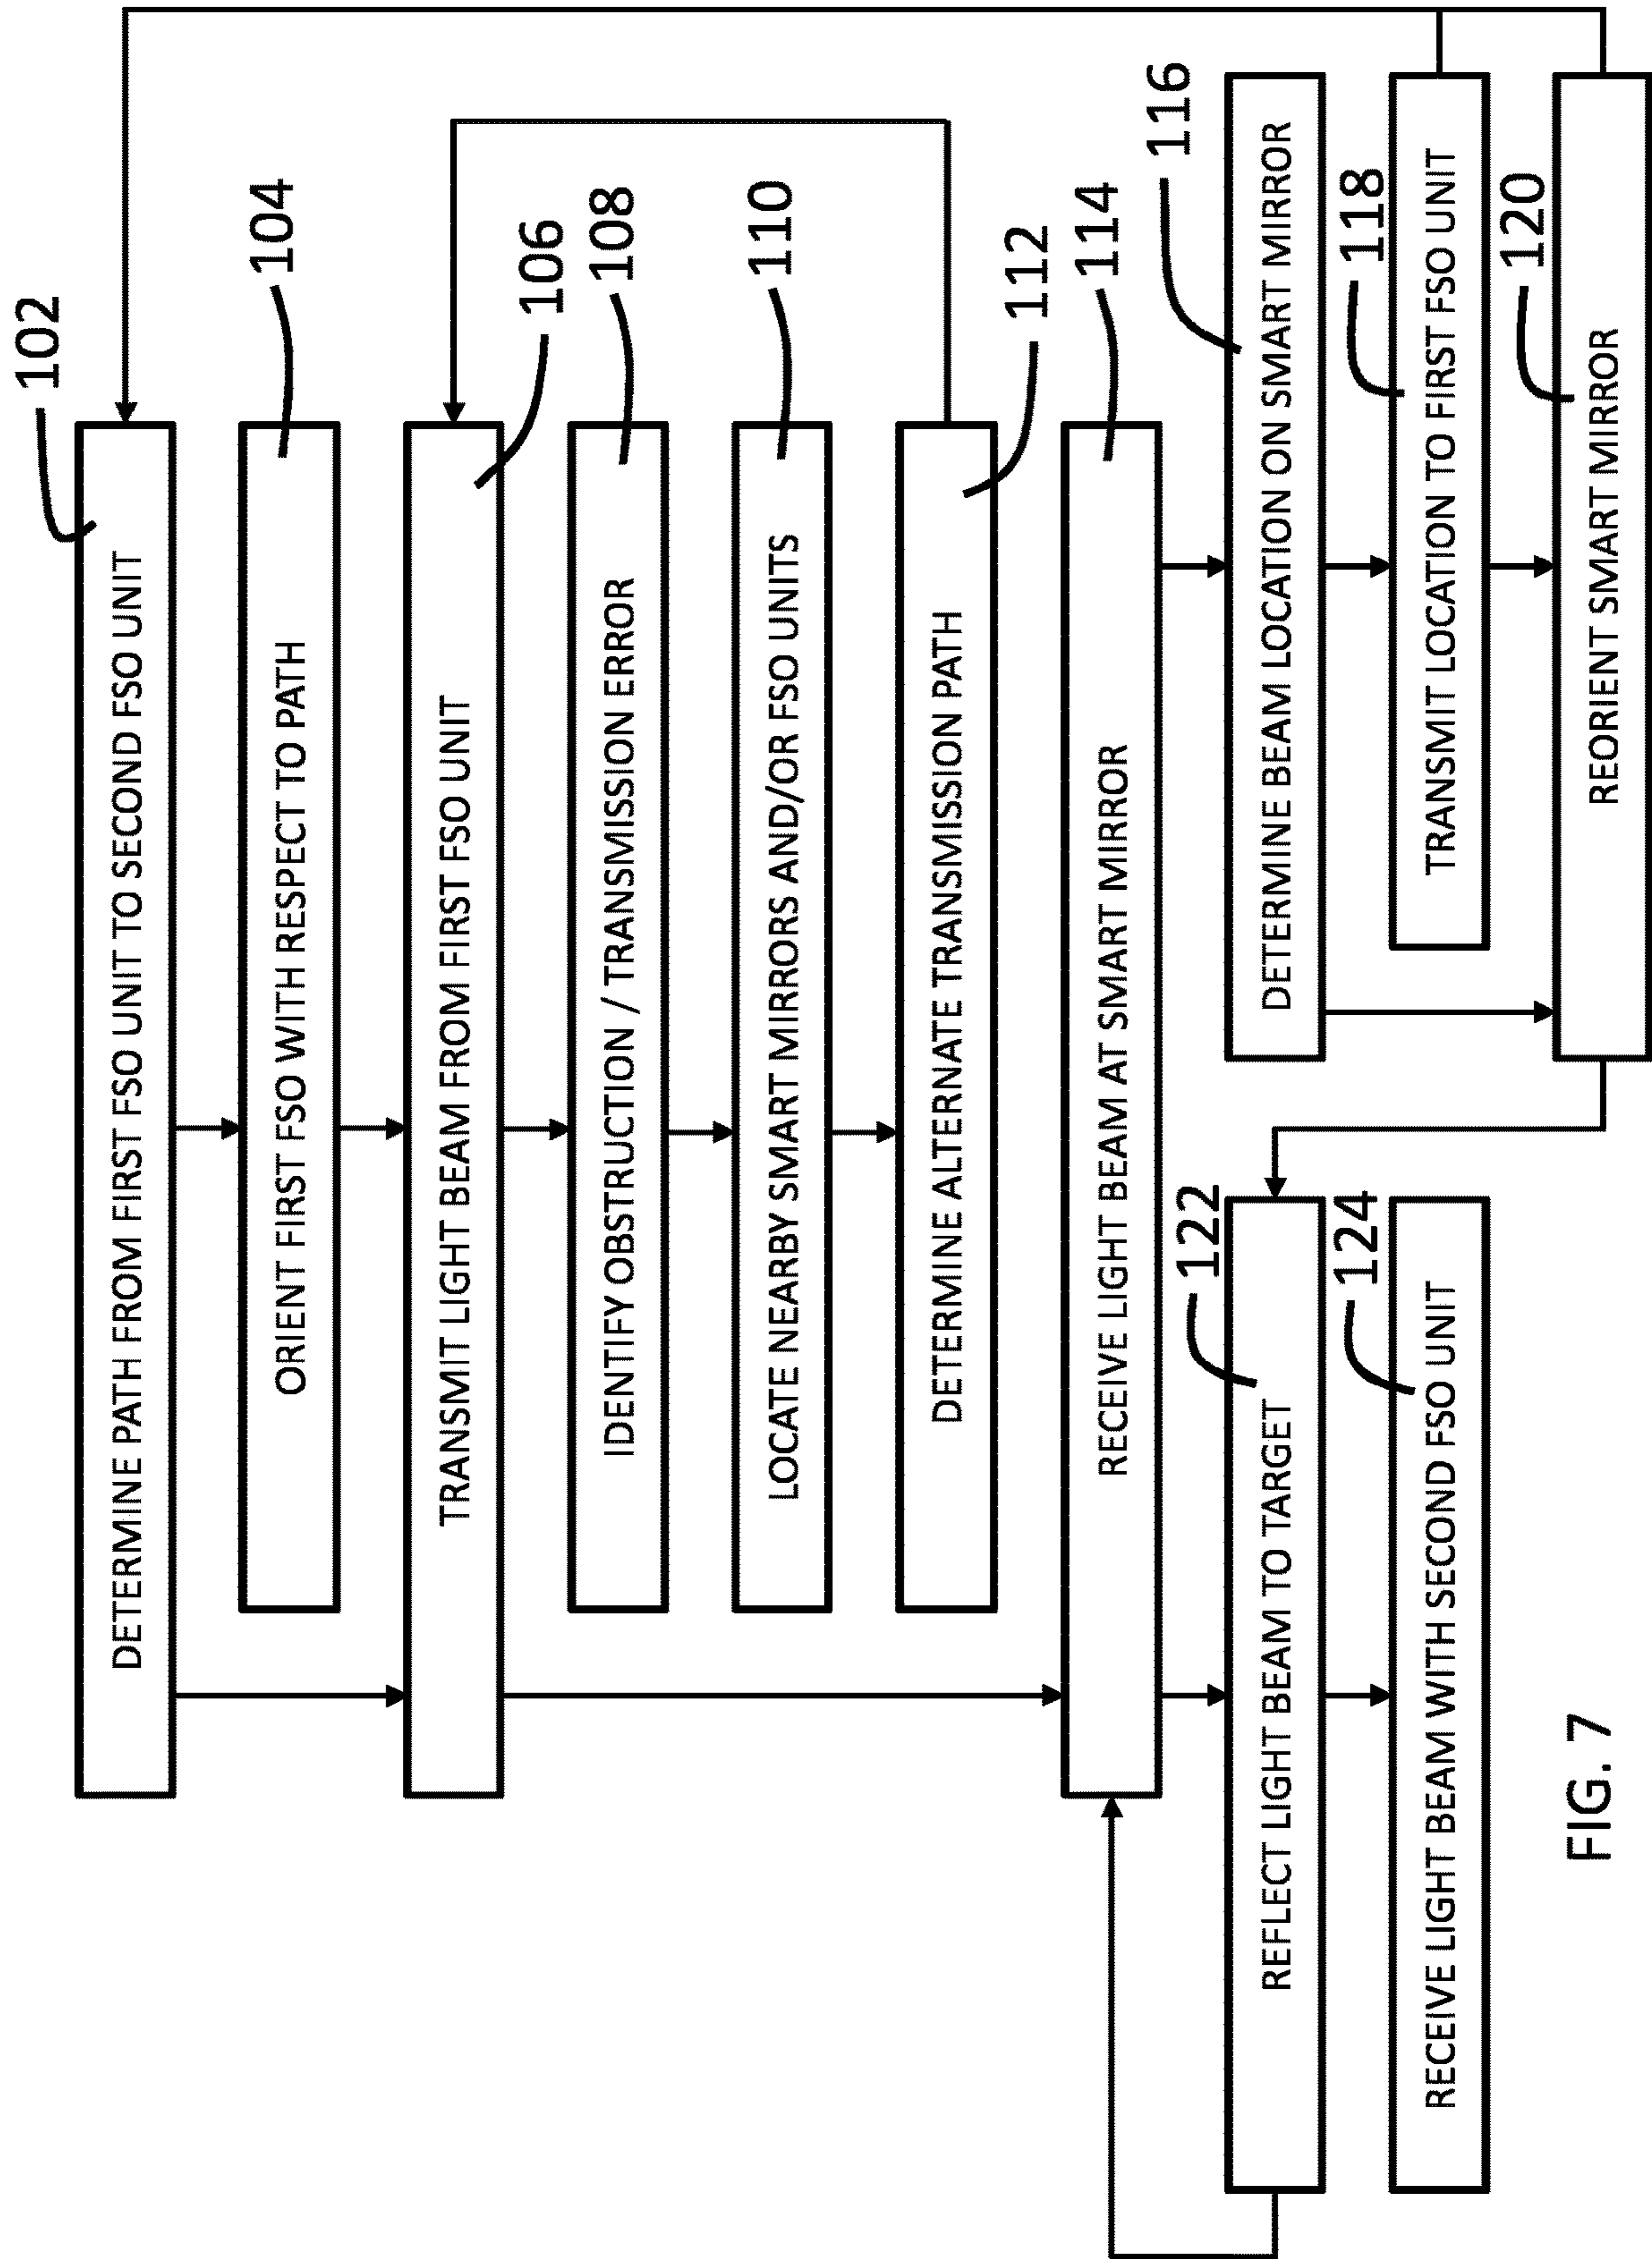 102
DETERMINE PATH FROM FIRST FSO UNIT TO SECOND FSO UNIT
104
ORIENT FIRST FSO WITH RESPECT TO PATH
106
TRANSMIT LIGHT BEAM FROM FIRST FSO UNIT
108
IDENTIFY OBSTRUCTION / TRANSMISSION ERROR
110
LOCATE NEARBY SMART MIRRORS AND/OR FSO UNITS
112
DETERMINE ALTERNATE TRANSMISSION PATH
114
RECEIVE LIGHT BEAM AT SMART MIRROR
116
DETERMINE BEAM LOCATION ON SMART MIRROR
118
TRANSMIT LOCATION TO FIRST FSO UNIT
120
REORIENT SMART MIRROR
122
REFLECT LIGHT BEAM TO TARGET
124
RECEIVE LIGHT BEAM WITH SECOND FSO UNIT
FIG. 7